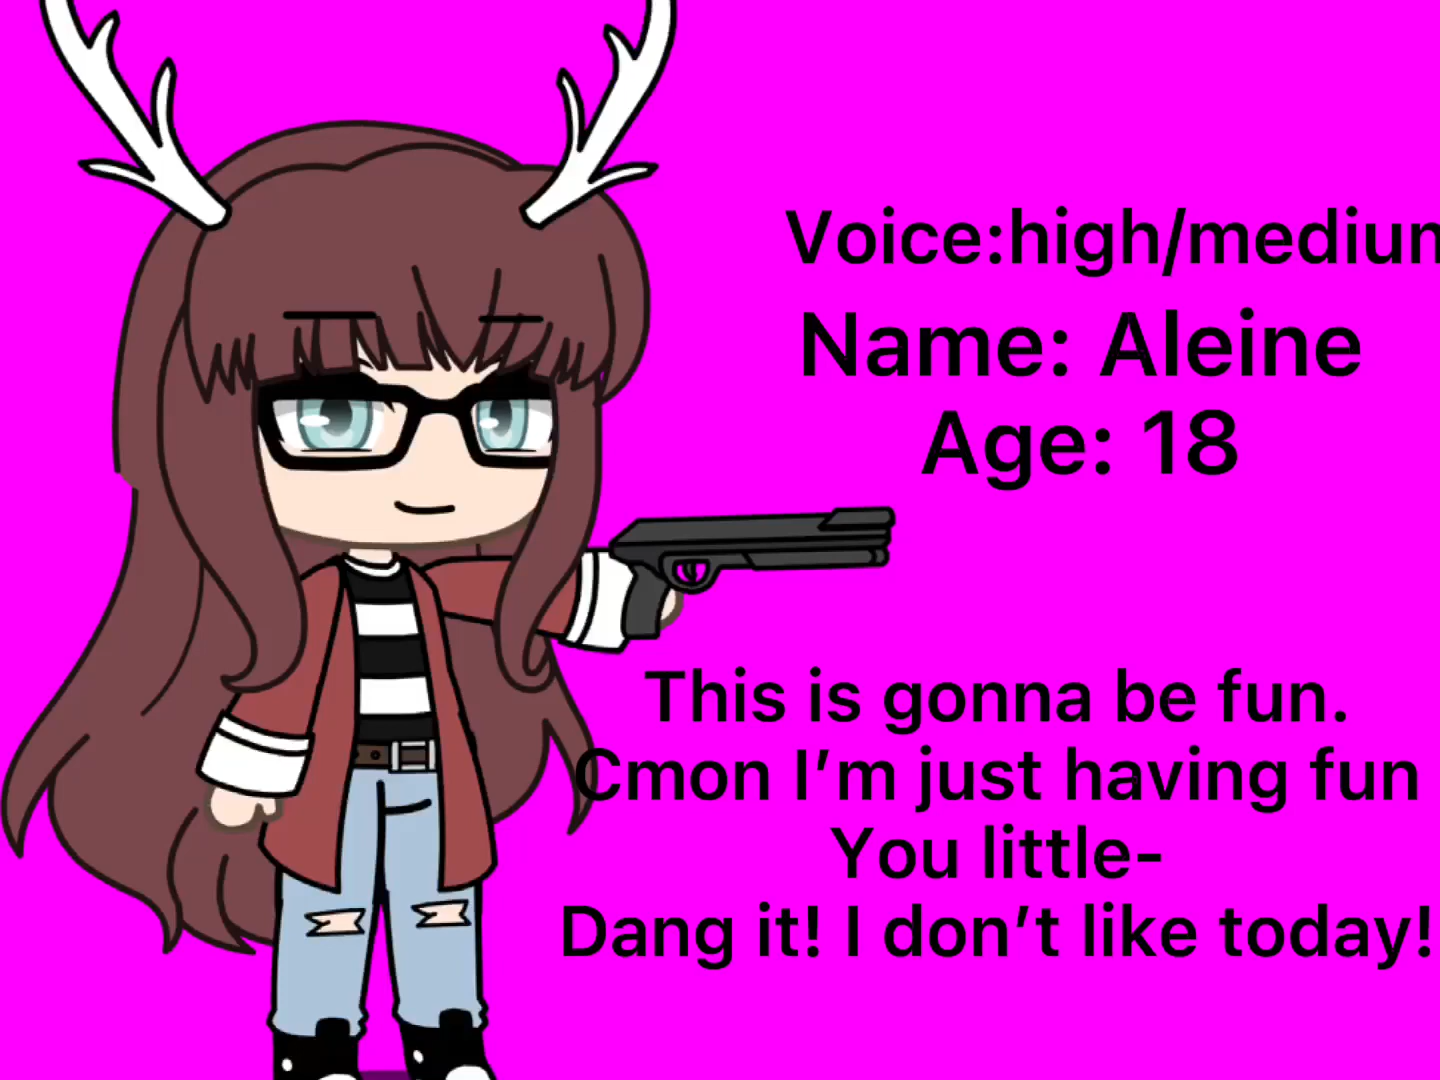 Voice:high/medium
Name: Aleine
Age: 18
This is gonna be fun.
Cmon I’m just having fun
You little-
Dang it! I don’t like today!